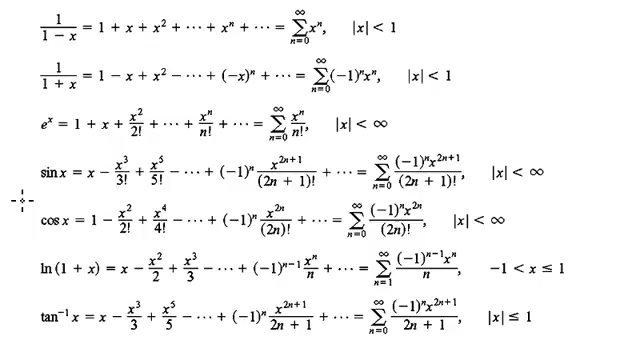 1/(1 − x) = 1 + x + x² + ⋯ + xⁿ + ⋯ = ∑_{n=0}^{∞} xⁿ, |x| < 1
1/(1 + x) = 1 − x + x² − ⋯ + (−x)ⁿ + ⋯ = ∑_{n=0}^{∞} (−1)ⁿxⁿ, |x| < 1
eˣ = 1 + x + x²/2! + ⋯ + xⁿ/n! + ⋯ = ∑_{n=0}^{∞} xⁿ/n!, |x| < ∞
sin x = x − x³/3! + x⁵/5! − ⋯ + (−1)ⁿ x²ⁿ⁺¹/(2n + 1)! + ⋯ = ∑_{n=0}^{∞} (−1)ⁿx²ⁿ⁺¹/(2n + 1)!, |x| < ∞
cos x = 1 − x²/2! + x⁴/4! − ⋯ + (−1)ⁿ x²ⁿ/(2n)! + ⋯ = ∑_{n=0}^{∞} (−1)ⁿx²ⁿ/(2n)!, |x| < ∞
ln (1 + x) = x − x²/2 + x³/3 − ⋯ + (−1)ⁿ⁻¹ xⁿ/n + ⋯ = ∑_{n=1}^{∞} (−1)ⁿ⁻¹xⁿ/n, −1 < x ≤ 1
tan⁻¹ x = x − x³/3 + x⁵/5 − ⋯ + (−1)ⁿ x²ⁿ⁺¹/(2n + 1) + ⋯ = ∑_{n=0}^{∞} (−1)ⁿx²ⁿ⁺¹/(2n + 1), |x| ≤ 1